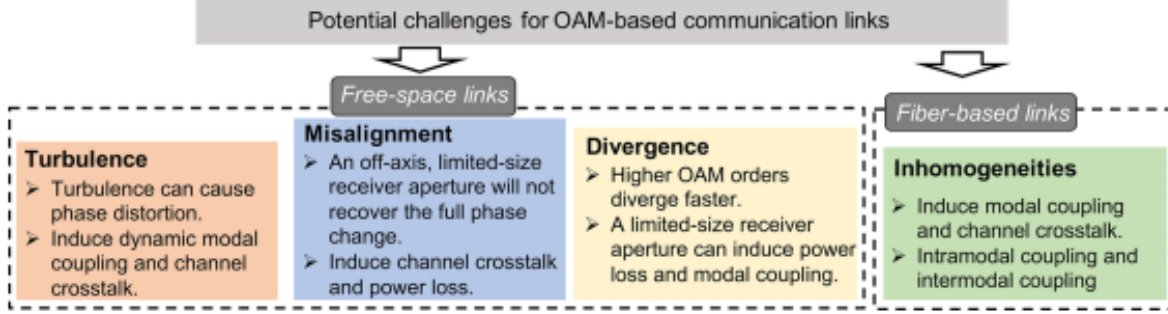 Potential challenges for OAM-based communication links
Free-space links
Turbulence
➢ Turbulence can cause
phase distortion.
➢ Induce dynamic modal
coupling and channel
crosstalk.
Misalignment
➢ An off-axis, limited-size
receiver aperture will not
recover the full phase
change.
➢ Induce channel crosstalk
and power loss.
Divergence
➢ Higher OAM orders
diverge faster.
➢ A limited-size receiver
aperture can induce power
loss and modal coupling.
Fiber-based links
Inhomogeneities
➢ Induce modal coupling
and channel crosstalk.
➢ Intramodal coupling and
intermodal coupling